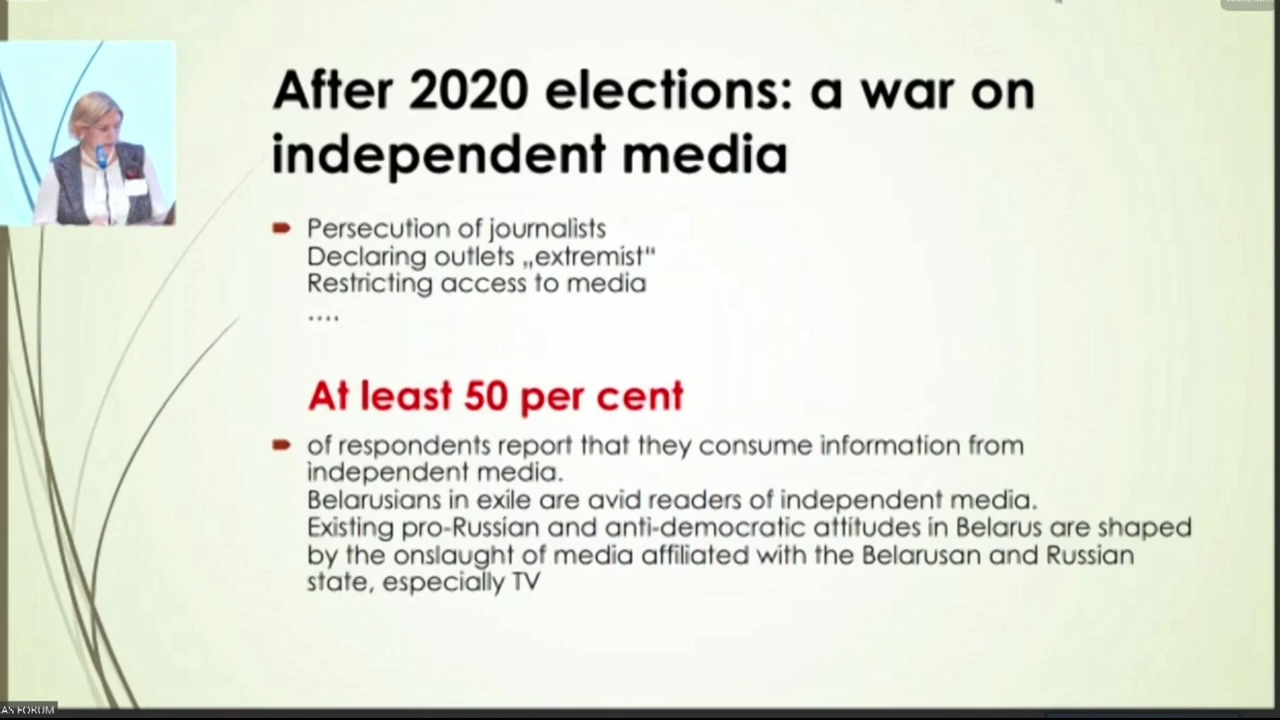 After 2020 elections: a war on
independent media
Persecution of journalists
Declaring outlets „extremist“
Restricting access to media
....
At least 50 per cent
of respondents report that they consume information from
independent media.
Belarusians in exile are avid readers of independent media.
Existing pro-Russian and anti-democratic attitudes in Belarus are shaped
by the onslaught of media affiliated with the Belarusan and Russian
state, especially TV
AS FORUM